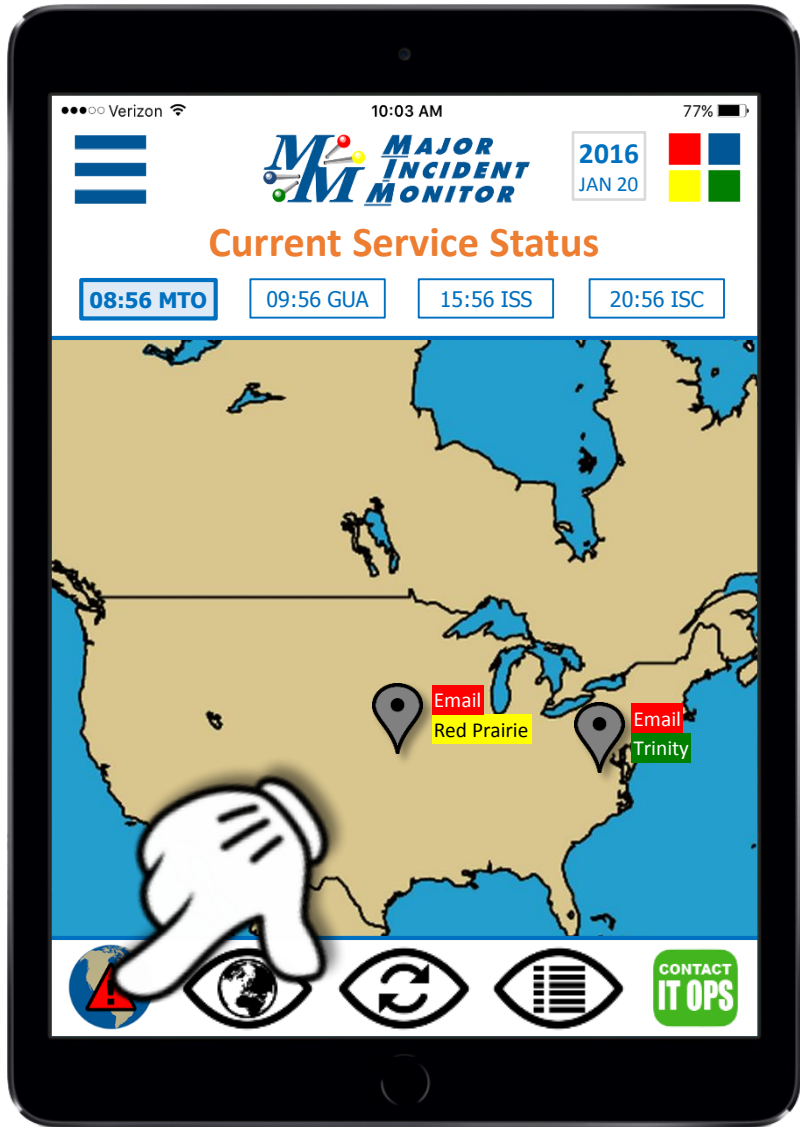 Verizon
10:03 AM
77%
MM MAJOR
INCIDENT
MONITOR
2016
JAN 20
Current Service Status
08:56 MTO
09:56 GUA
15:56 ISS
20:56 ISC
Email
Red Prairie
Email
Trinity
!
CONTACT
IT OPS